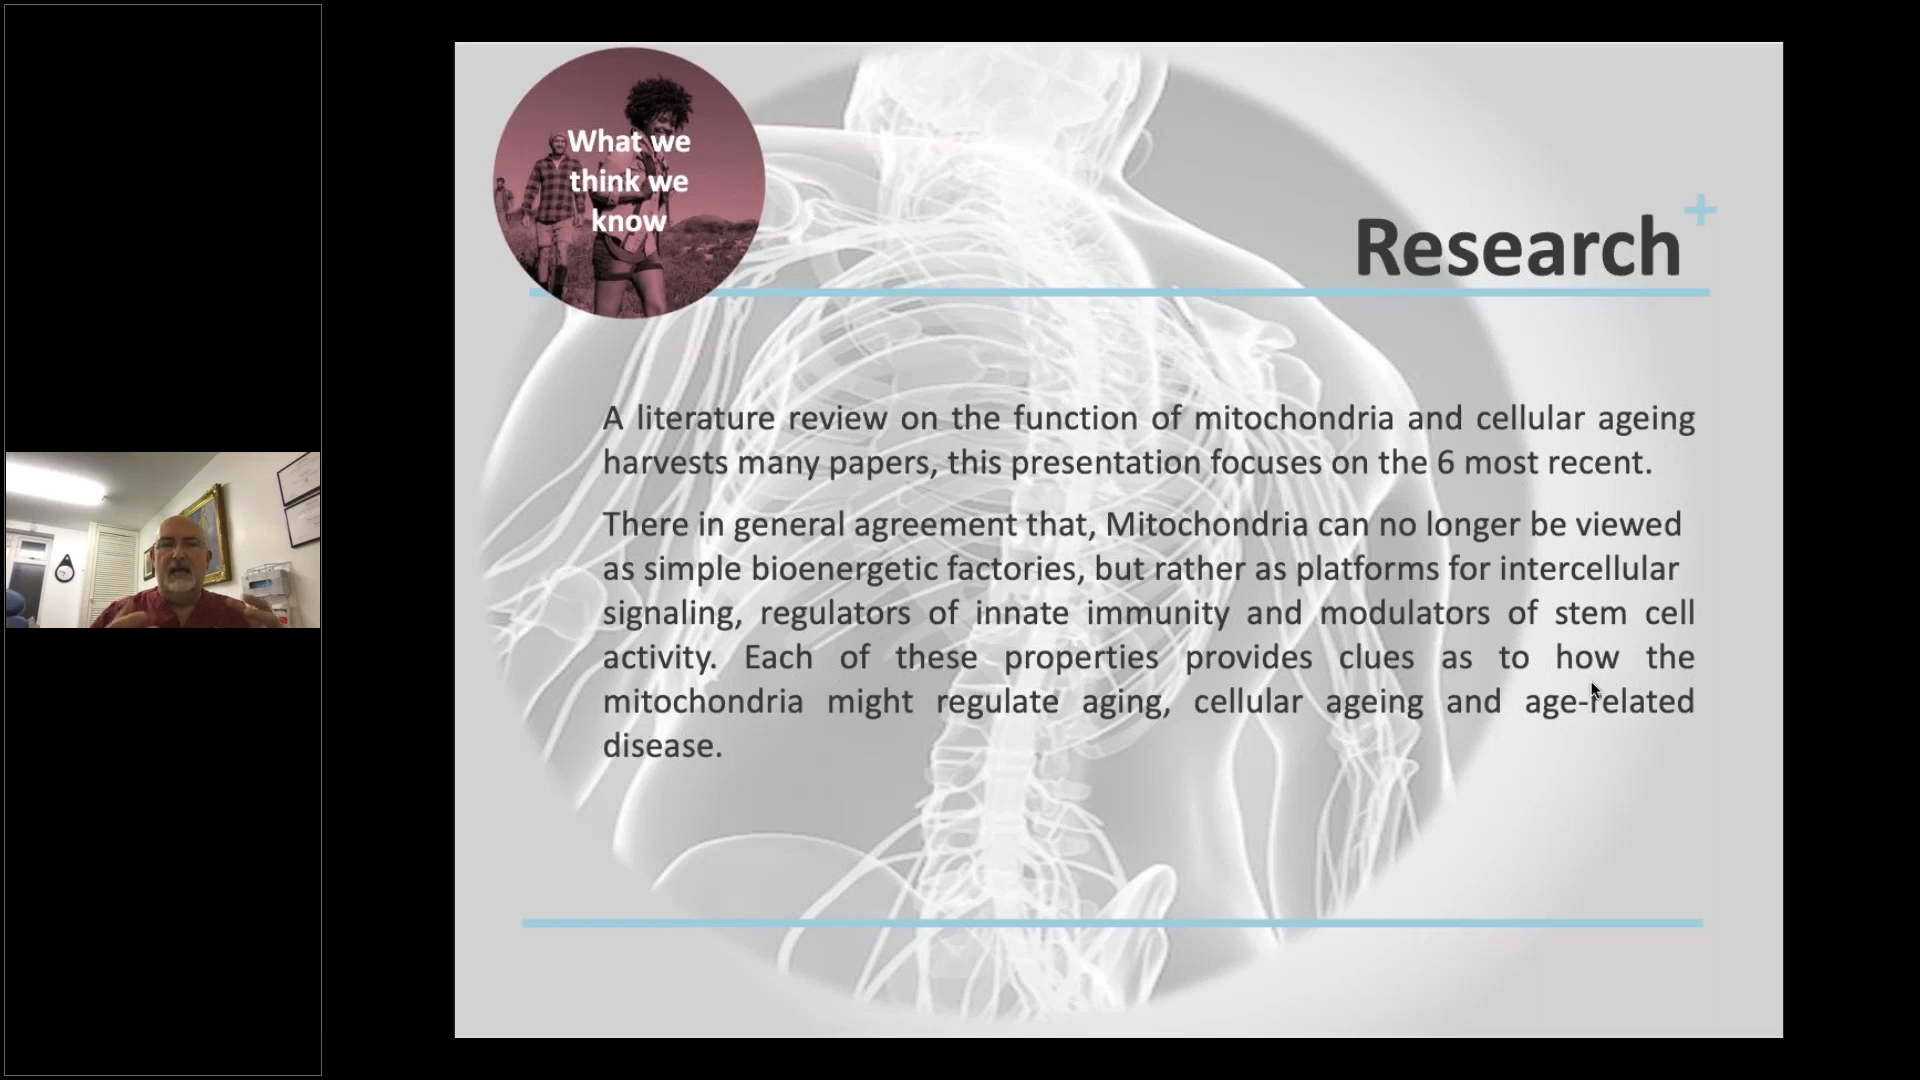 What we
think we
know
Research
A literature review on the function of mitochondria and cellular ageing
harvests many papers, this presentation focuses on the 6 most recent.
There in general agreement that, Mitochondria can no longer be viewed
as simple bioenergetic factories, but rather as platforms for intercellular
signaling, regulators of innate immunity and modulators of stem cell
activity. Each of these properties provides clues as to how the
mitochondria might regulate aging, cellular ageing and age-related
disease.